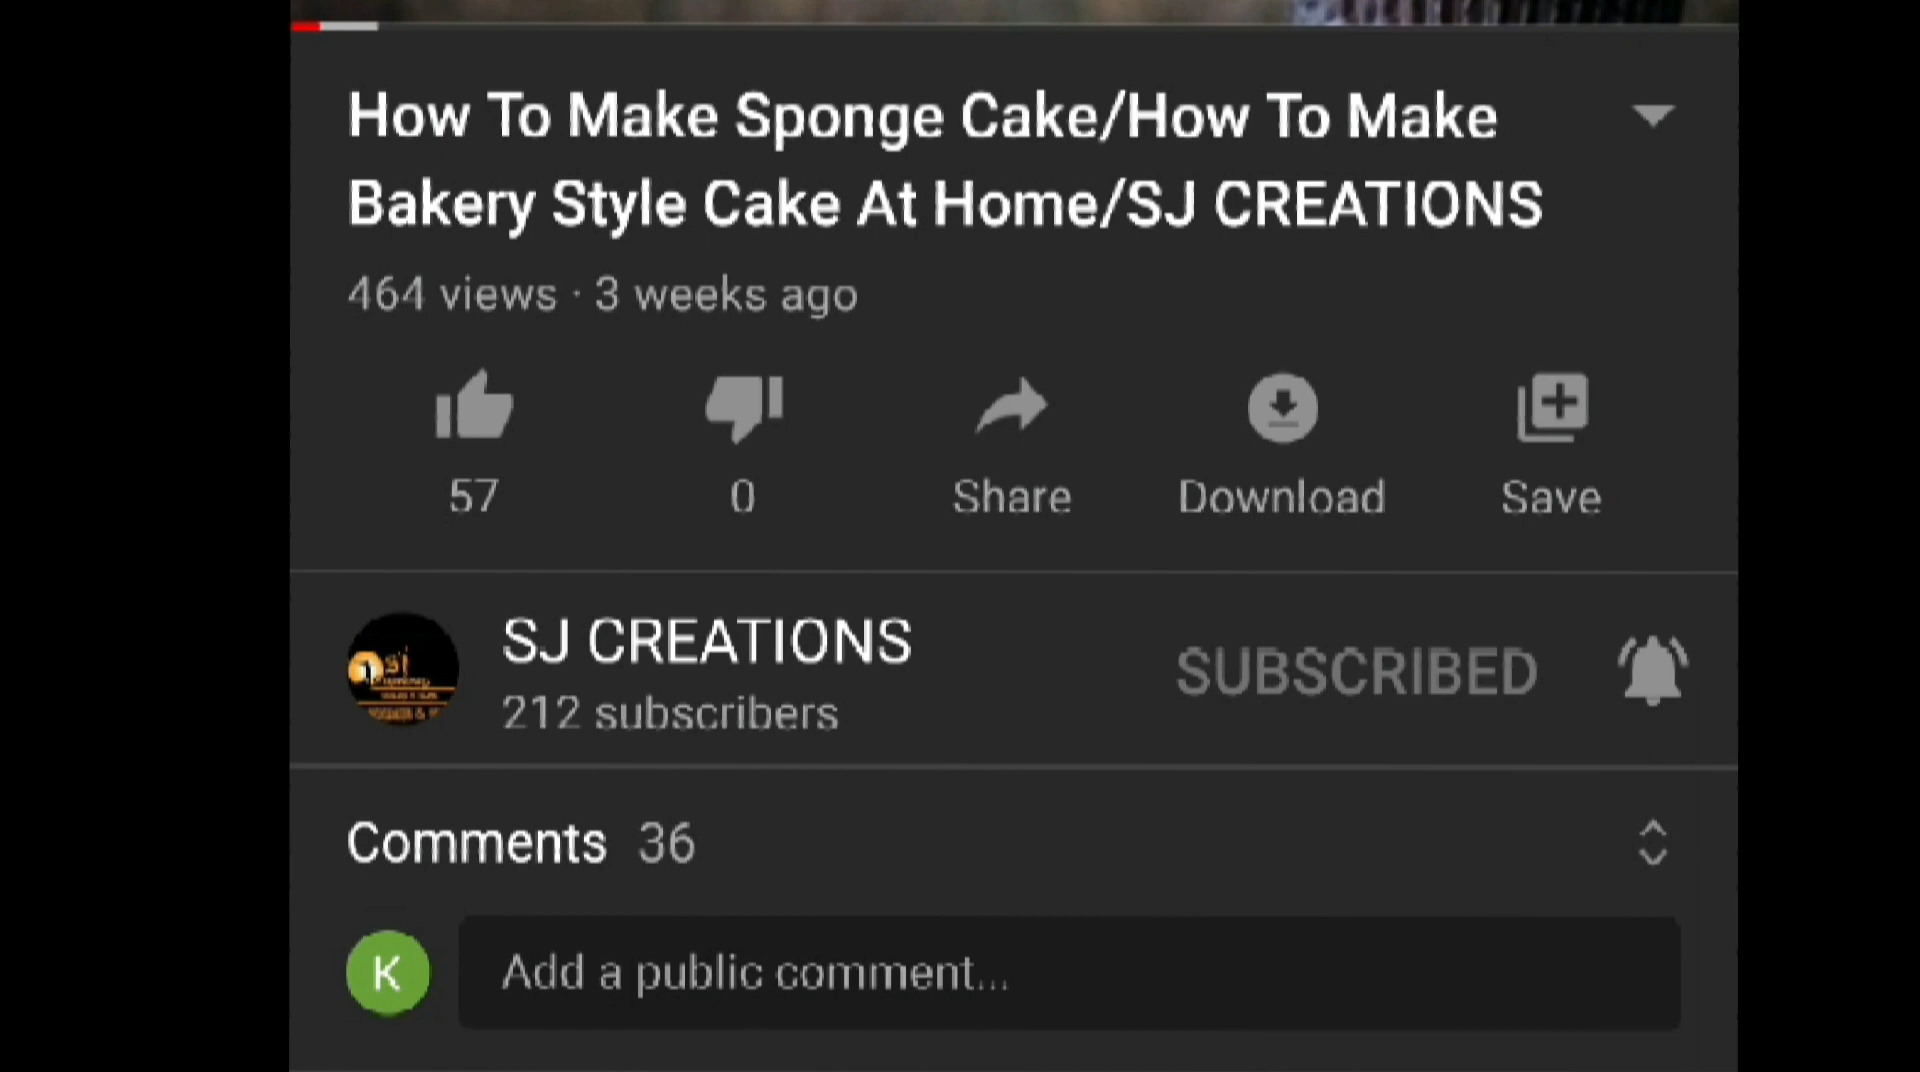 How To Make Sponge Cake/How To Make
Bakery Style Cake At Home/SJ CREATIONS
464 views · 3 weeks ago
57
0
Share
Download
Save
SJ CREATIONS
212 subscribers
SUBSCRIBED
Comments 36
K
Add a public comment...